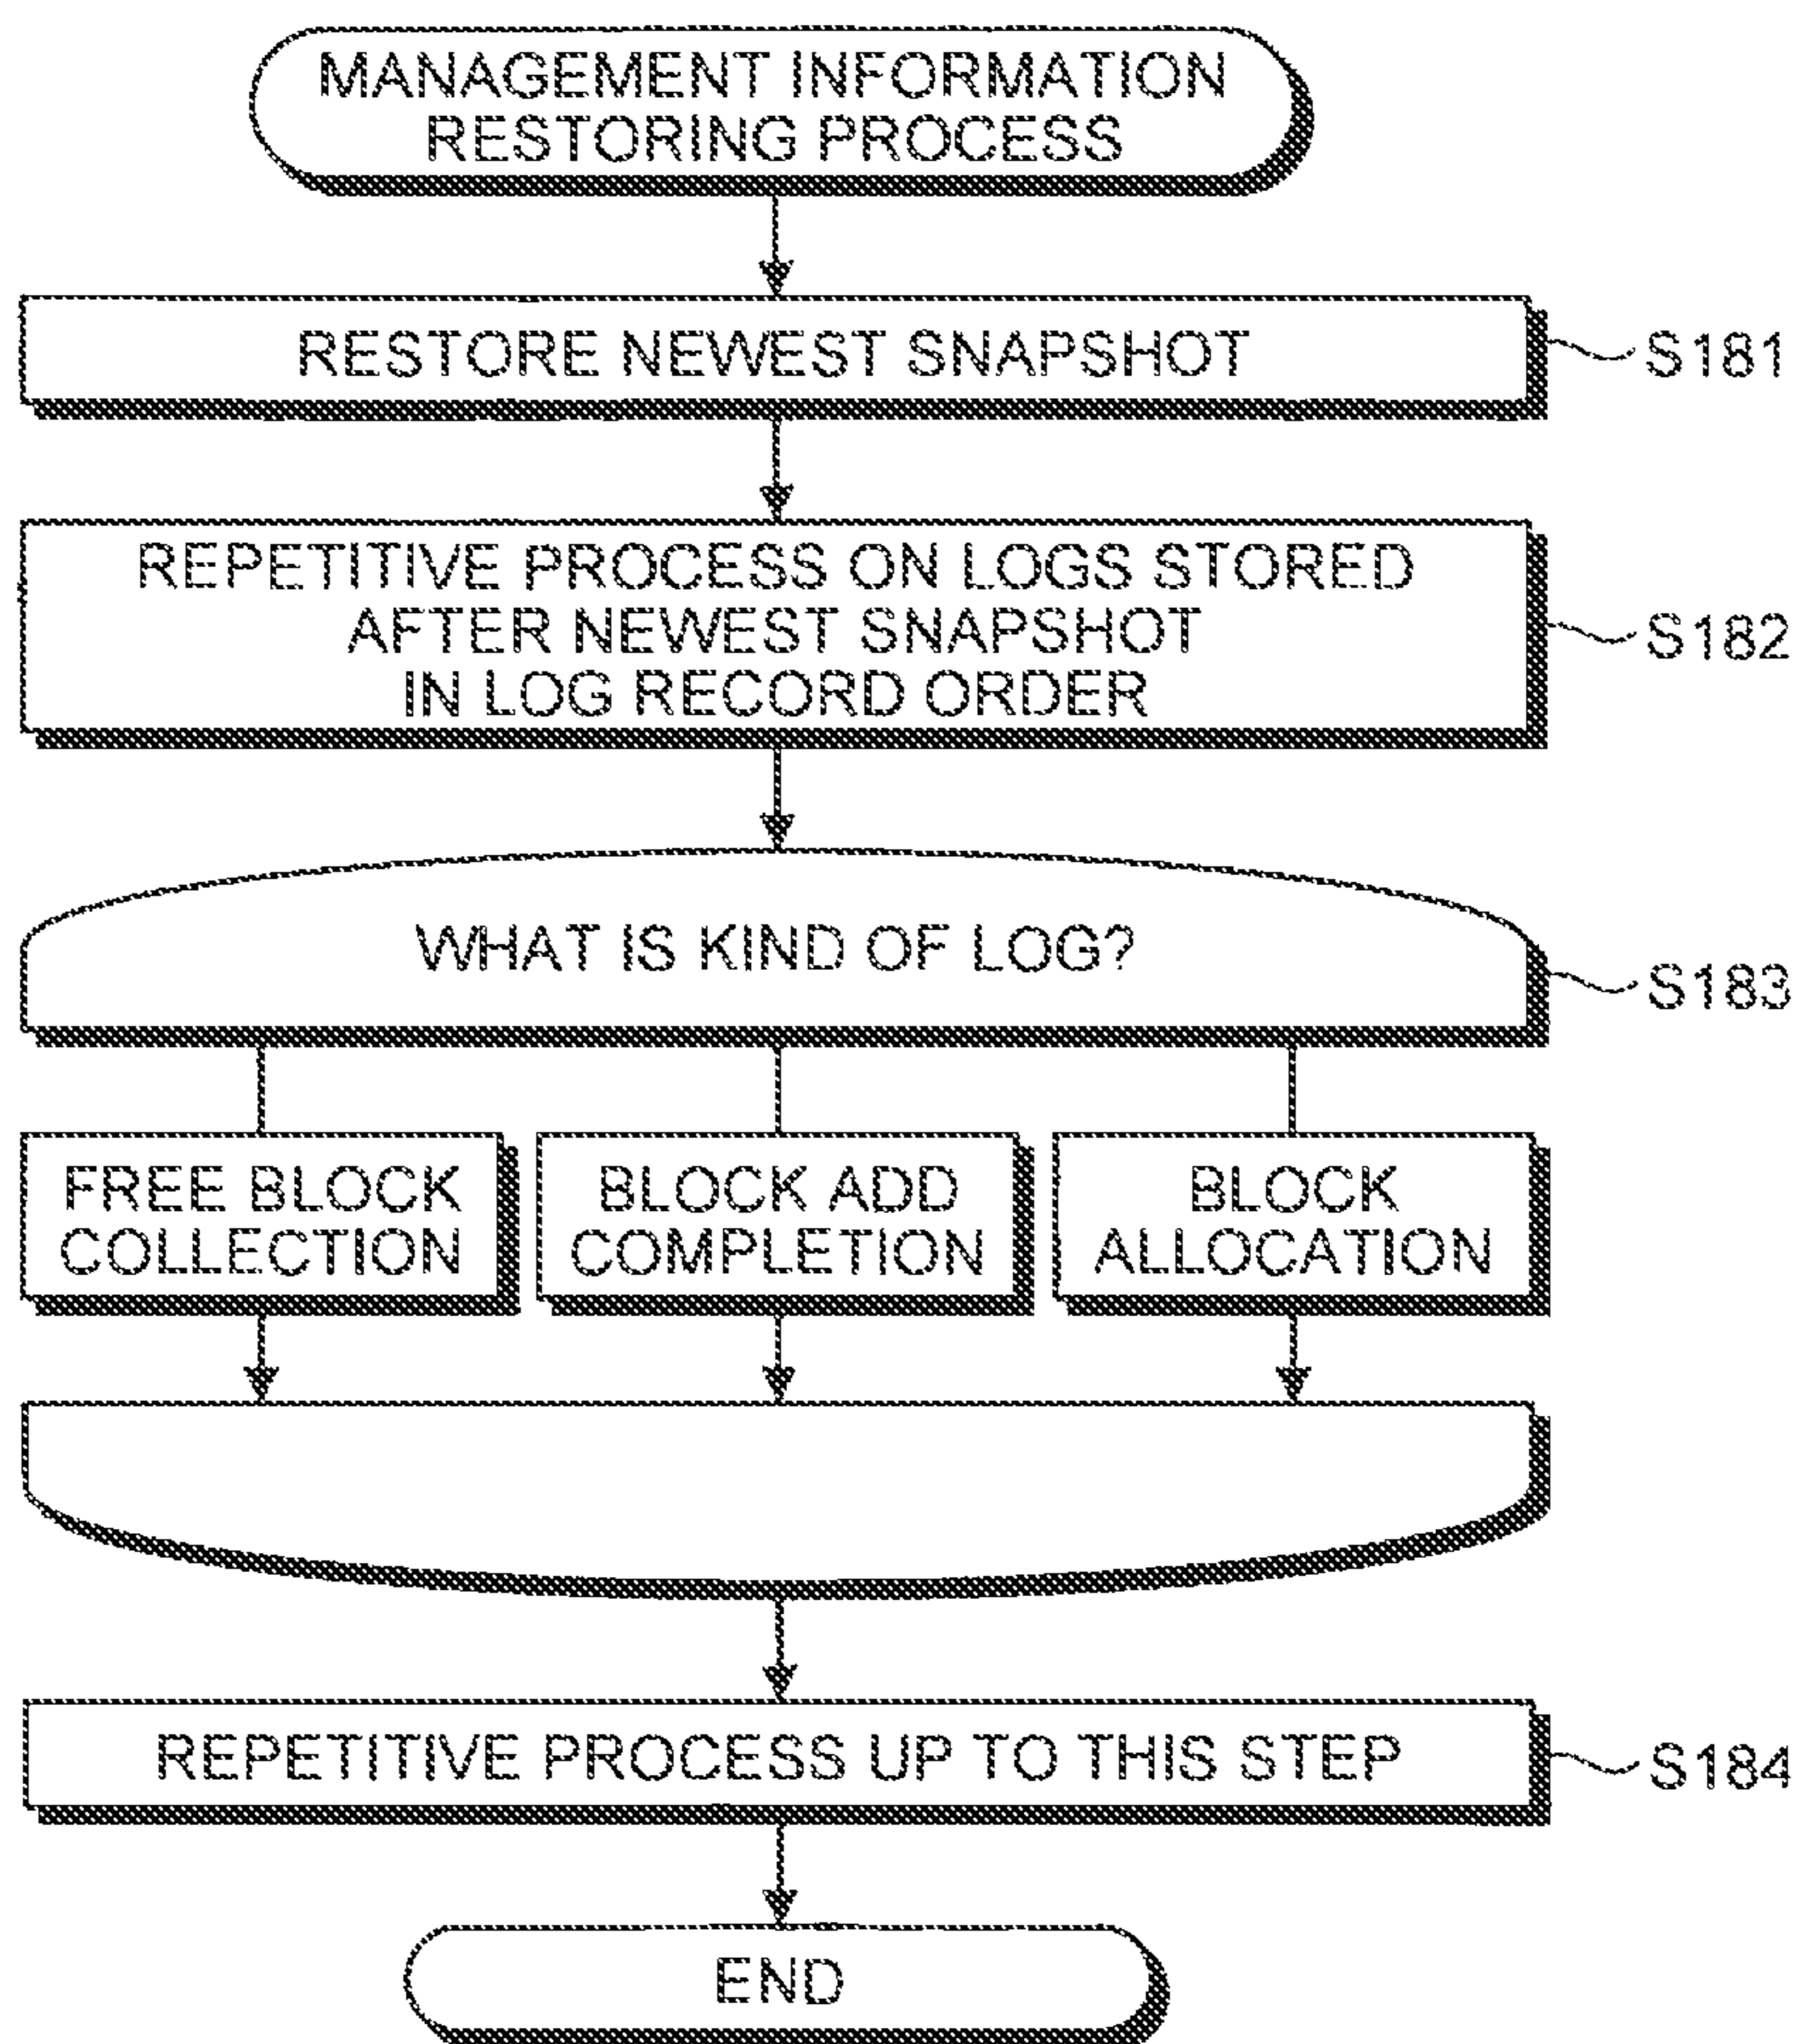 MANAGEMENT INFORMATION
RESTORING PROCESS
RESTORE NEWEST SNAPSHOT
S181
REPETITIVE PROCESS ON LOGS STORED
AFTER NEWEST SNAPSHOT
IN LOG RECORD ORDER
S182
WHAT IS KIND OF LOG?
S183
FREE BLOCK
COLLECTION
BLOCK ADD
COMPLETION
BLOCK
ALLOCATION
REPETITIVE PROCESS UP TO THIS STEP
S184
END